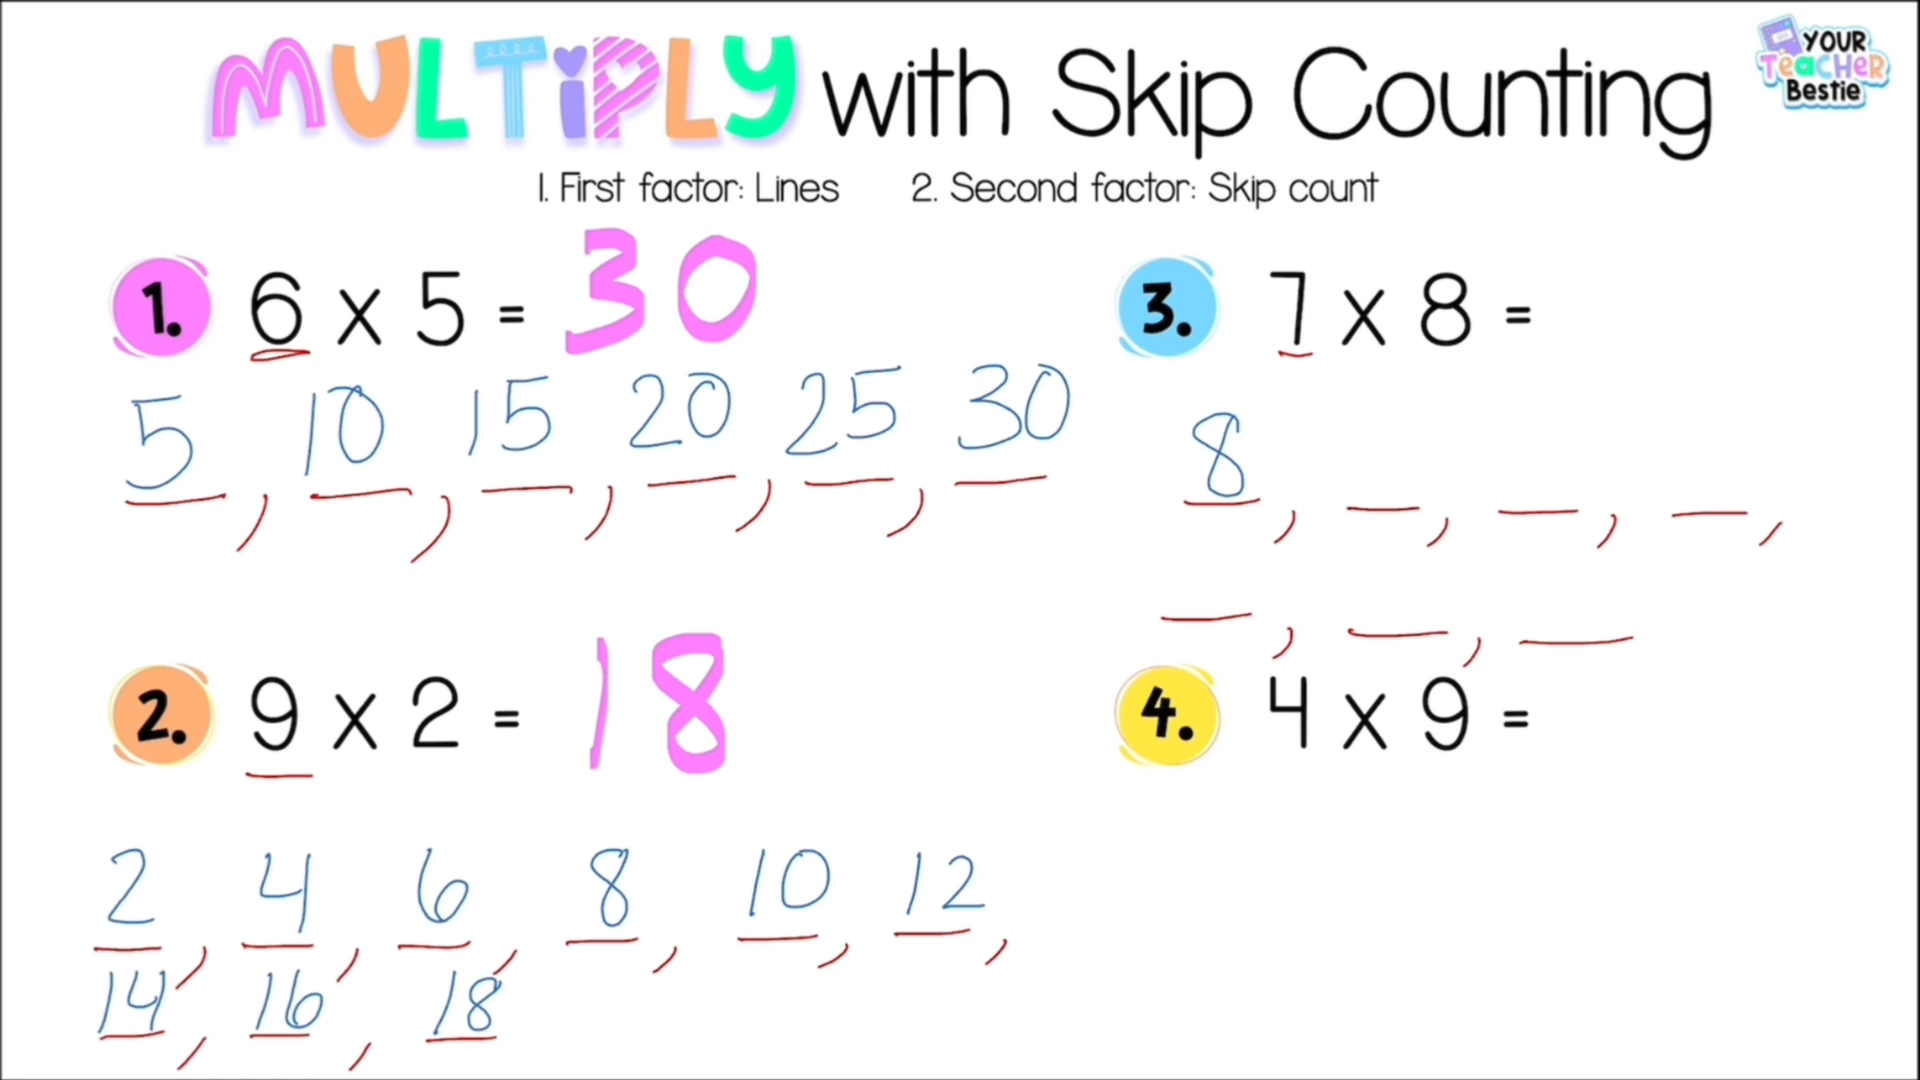 MULTiPLY with Skip Counting
YOUR
TeaCHeR
Bestie
1. First factor: Lines 2. Second factor: Skip count
1. 6 x 5 = 30
5, 10, 15, 20, 25, 30
2. 9 x 2 = 18
2, 4, 6, 8, 10, 12,
14, 16, 18
3. 7 x 8 =
8, _, _, _,
_, _, _
4. 4 x 9 =